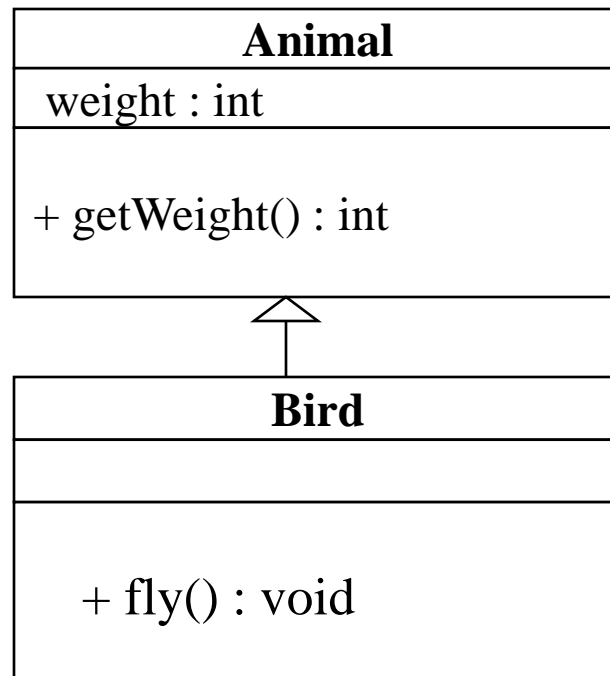 Animal
weight : int
+ getWeight() : int
Bird
+ fly() : void